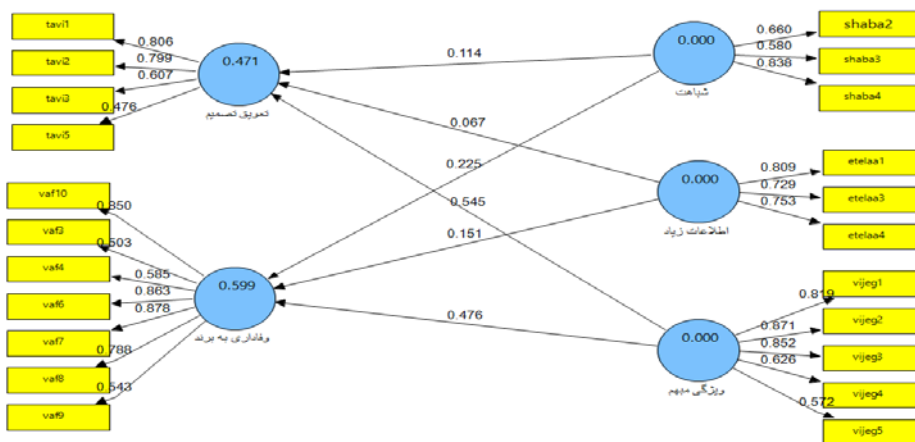 tavi1
tavi2
tavi3
tavi5
0.806
0.799
0.607
0.476
0.471
تعویق تصمیم
vaf10
vaf3
vaf4
vaf6
vaf7
vaf8
vaf9
0.850
0.503
0.585
0.863
0.878
0.788
0.543
0.599
وفاداری به برند
0.114
0.067
0.225
0.545
0.151
0.476
0.000
شباهت
0.660
0.580
0.838
shaba2
shaba3
shaba4
0.000
اطلاعات زیاد
0.809
0.729
0.753
etelaa1
etelaa3
etelaa4
0.000
ویژگی مبهم
0.819
0.871
0.852
0.626
0.572
vijeg1
vijeg2
vijeg3
vijeg4
vijeg5